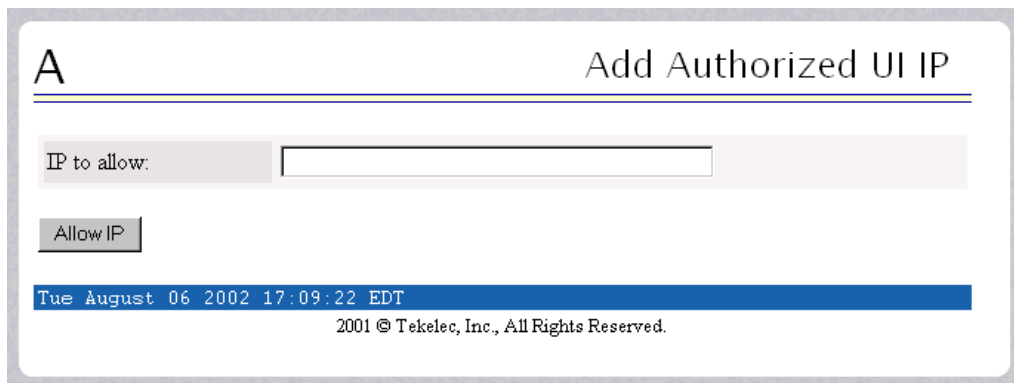 A Add Authorized UI IP
IP to allow:
Allow IP
Tue August 06 2002 17:09:22 EDT
2001 © Tekelec, Inc., All Rights Reserved.